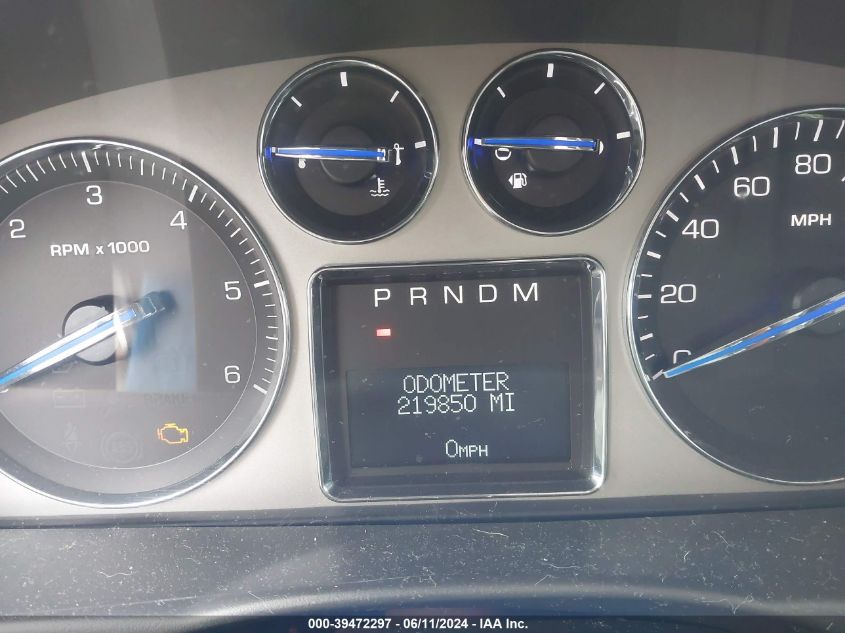 2 3 4 5 6
RPM x 1000
BRAKE
P R N D M
ODOMETER
219850 MI
0MPH
0 20 40 60 80
MPH
000-39472297 - 06/11/2024 - IAA Inc.